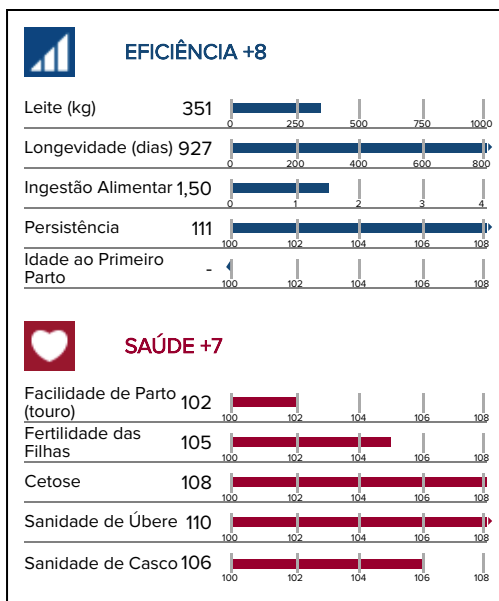 EFICIÊNCIA +8
Leite (kg) 351
0 250 500 750 1000
Longevidade (dias) 927
0 200 400 600 800
Ingestão Alimentar 1,50
0 1 2 3 4
Persistência 111
100 102 104 106 108
Idade ao Primeiro
Parto -
100 102 104 106 108
SAÚDE +7
Facilidade de Parto
(touro) 102
100 102 104 106 108
Fertilidade das
Filhas 105
100 102 104 106 108
Cetose 108
100 102 104 106 108
Sanidade de Úbere 110
100 102 104 106 108
Sanidade de Casco 106
100 102 104 106 108